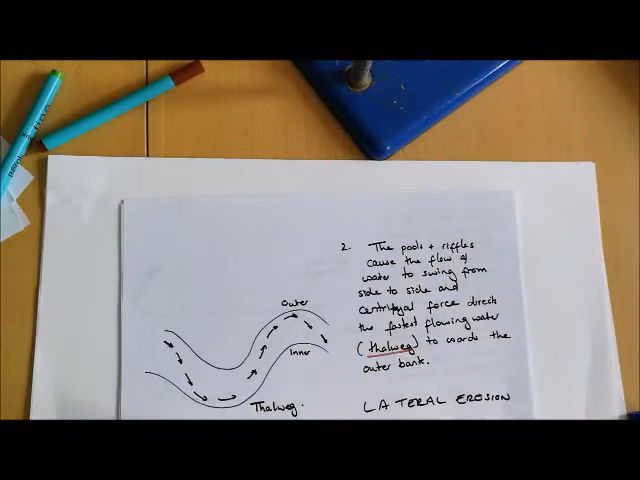 2. The pools + riffles
cause the flow of
water to swing from
side to side and
centrifugal force directs
the fastest flowing water
(thalweg) towards the
outer bank.
Outer
Inner
Thalweg.
LATERAL EROSION